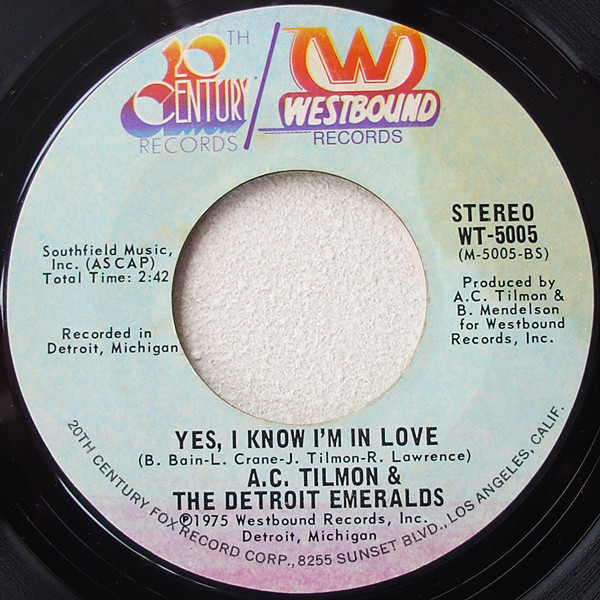 20TH
CENTURY
RECORDS
W
WESTBOUND
RECORDS
STEREO
WT-5005
(M-5005-BS)
Southfield Music,
Inc. (ASCAP)
Total Time: 2:42
Produced by
A.C. Tilmon &
B. Mendelson
for Westbound
Records, Inc.
Recorded in
Detroit, Michigan
YES, I KNOW I'M IN LOVE
(B. Bain-L. Crane-J. Tilmon-R. Lawrence)
A.C. TILMON &
THE DETROIT EMERALDS
℗1975 Westbound Records, Inc.
Detroit, Michigan
20TH CENTURY FOX RECORD CORP., 8255 SUNSET BLVD., LOS ANGELES, CALIF.